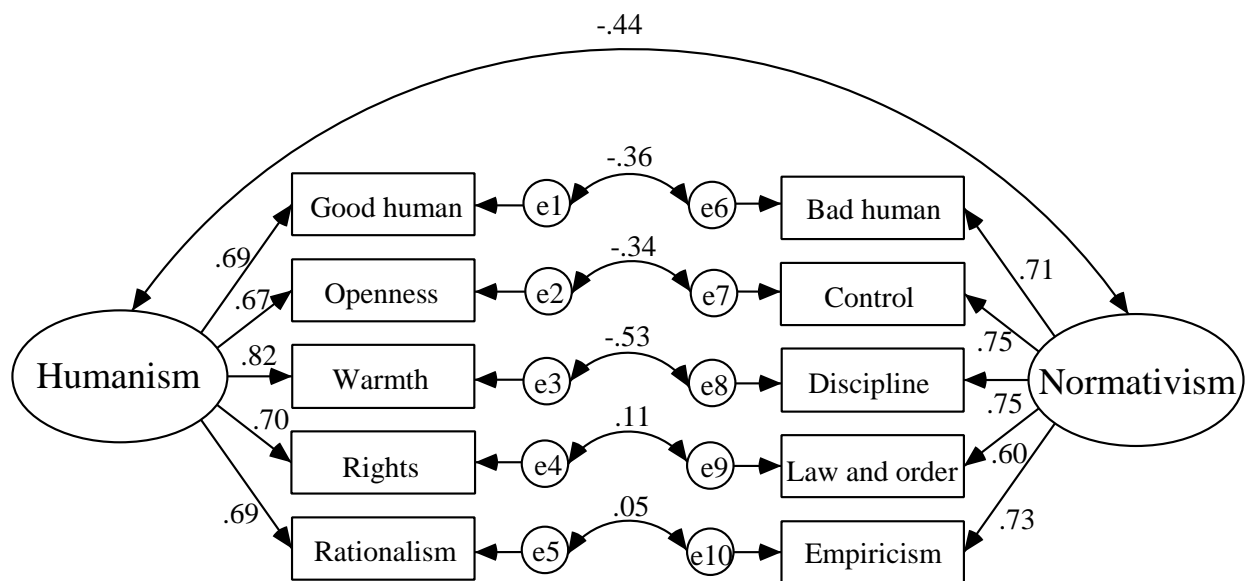 -.44
-.36
Good human
e1
e6
Bad human
.69
.71
-.34
Openness
e2
e7
Control
.67
.75
-.53
Humanism
.82
Warmth
e3
e8
Discipline
.75
Normativism
.70
.11
Rights
e4
e9
Law and order
.60
.69
.05
.73
Rationalism
e5
e10
Empiricism